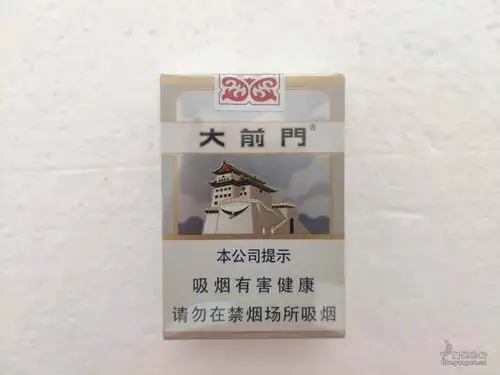 大前門®
本公司提示
吸烟有害健康
请勿在禁烟场所吸烟